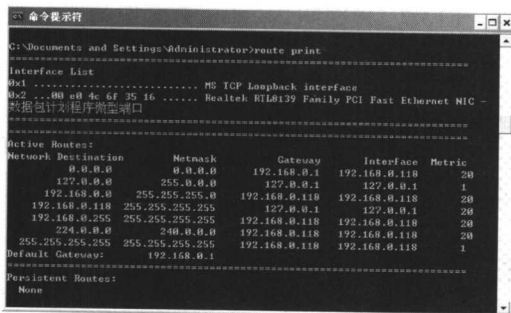 命令提示符
C:\Documents and Settings\Administrator>route print
Interface List
0x1 ........................... MS TCP Loopback interface
0x2 ...00 e0 4c 6f 35 16 ...... Realtek RTL8139 Family PCI Fast Ethernet NIC -
数据包计划程序微型端口
Active Routes:
Network Destination Netmask Gateway Interface Metric
0.0.0.0 0.0.0.0 192.168.0.1 192.168.0.118 20
127.0.0.0 255.0.0.0 127.0.0.1 127.0.0.1 1
192.168.0.0 255.255.255.0 192.168.0.118 192.168.0.118 20
192.168.0.118 255.255.255.255 127.0.0.1 127.0.0.1 20
192.168.0.255 255.255.255.255 192.168.0.118 192.168.0.118 20
224.0.0.0 240.0.0.0 192.168.0.118 192.168.0.118 20
255.255.255.255 255.255.255.255 192.168.0.118 192.168.0.118 1
Default Gateway: 192.168.0.1
Persistent Routes:
None